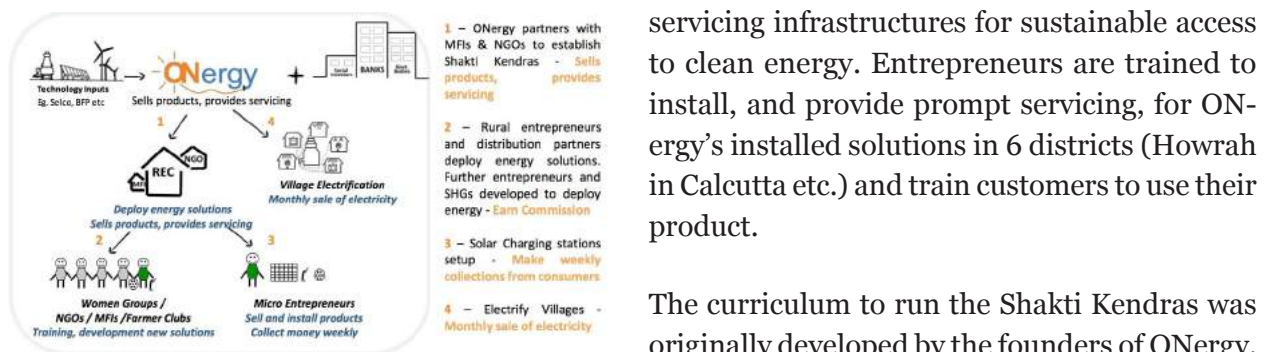 ONergy
+
Social Investors
BANKS
Technology Inputs
Eg. Selco, BFP etc
Sells products, provides servicing
1
4
REC
NGO
MFI
Village Electrification
Monthly sale of electricity
Deploy energy solutions
Sells products, provides servicing
2
3
Women Groups /
NGOs / MFIs /Farmer Clubs
Training, development new solutions
Micro Entrepreneurs
Sell and install products
Collect money weekly
1 – ONergy partners with
MFIs & NGOs to establish
Shakti Kendras - Sells
products, provides
servicing
2 – Rural entrepreneurs
and distribution partners
deploy energy solutions.
Further entrepreneurs and
SHGs developed to deploy
energy - Earn Commission
3 – Solar Charging stations
setup - Make weekly
collections from consumers
4 – Electrify Villages -
Monthly sale of electricity
servicing infrastructures for sustainable access
to clean energy. Entrepreneurs are trained to
install, and provide prompt servicing, for ON-
ergy’s installed solutions in 6 districts (Howrah
in Calcutta etc.) and train customers to use their
product.
The curriculum to run the Shakti Kendras was
originally developed by the founders of ONergy.